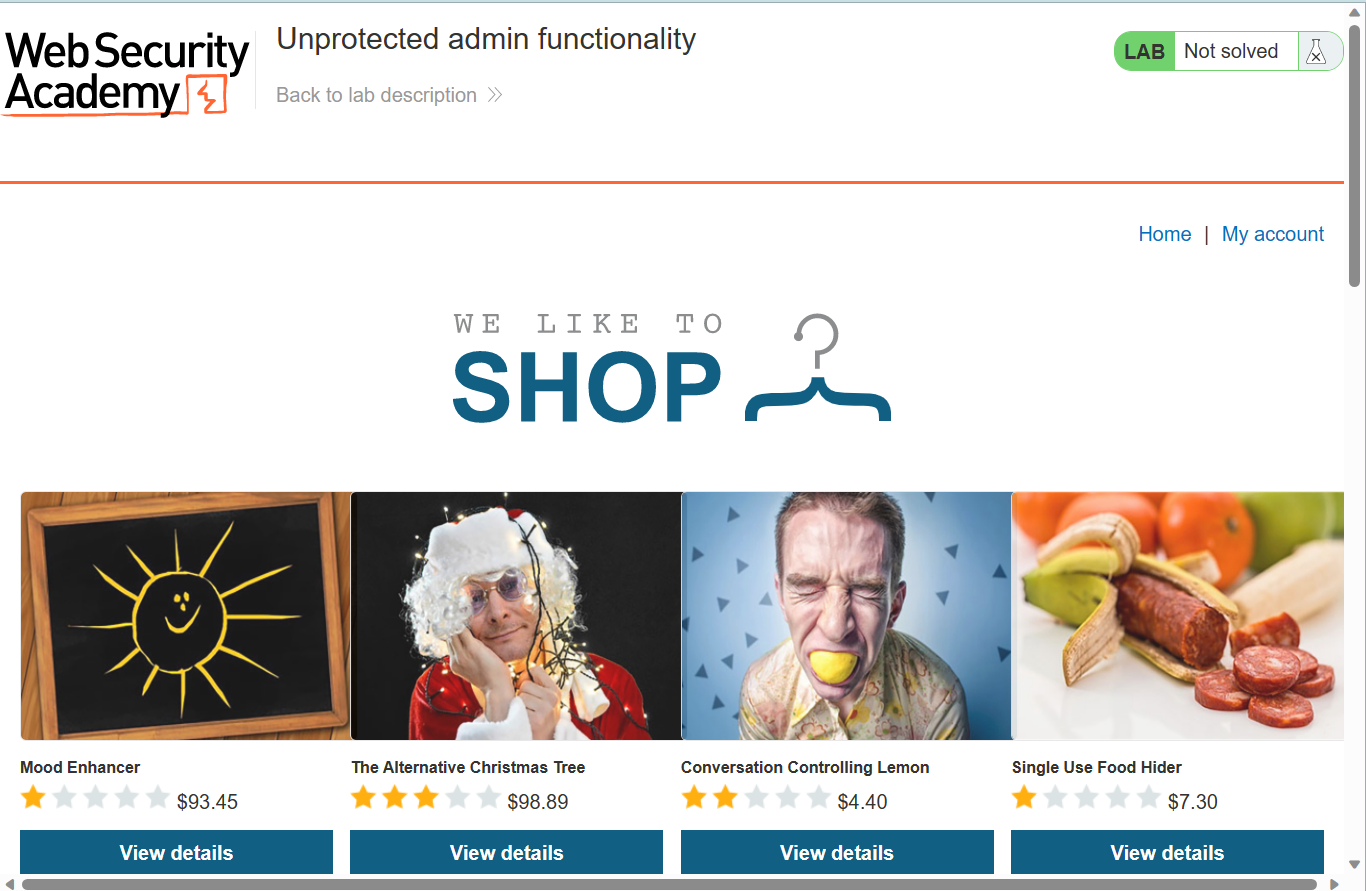 Web Security
Academy
Unprotected admin functionality
Back to lab description
LAB Not solved
Home | My account
WE LIKE TO
SHOP
Mood Enhancer
$93.45
View details
The Alternative Christmas Tree
$98.89
View details
Conversation Controlling Lemon
$4.40
View details
Single Use Food Hider
$7.30
View details